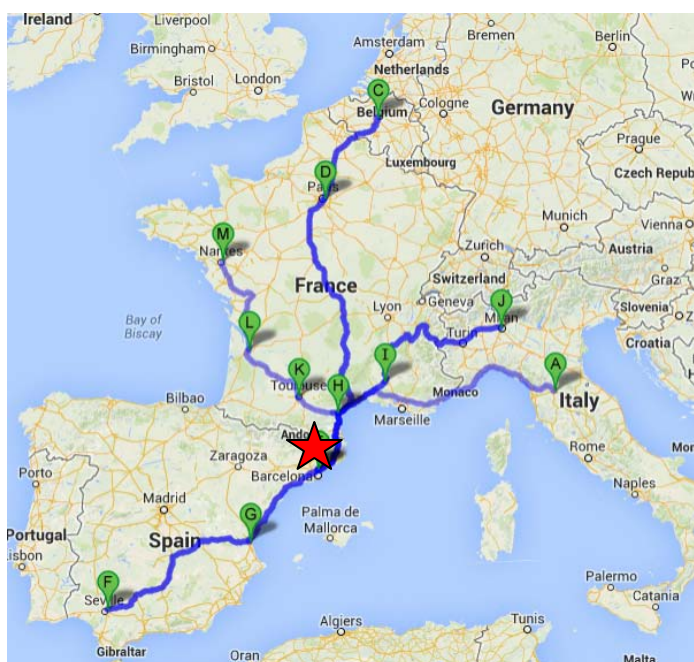 Ireland
Liverpool
Birmingham
Bristol
London
Amsterdam
Netherlands
Bremen
Berlin
C
Belgium
Cologne
Germany
Prague
Czech Repub
Luxembourg
D
Paris
M
Nantes
Munich
Vienna
Zurich
Austria
Switzerland
Graz
France
Lyon
Geneva
J
Milan
Turin
Slovenia
Croatia
Bay of
Biscay
L
K
Toulouse
H
I
A
Italy
Monaco
Marseille
Bilbao
Ando
Zaragoza
Barcelona
Rome
Naples
Porto
Madrid
Palma de
Mallorca
G
Portugal
Lisbon
Spain
F
Seville
Gibraltar
Palermo
Catania
Algiers
Tunis
Oran
Malta